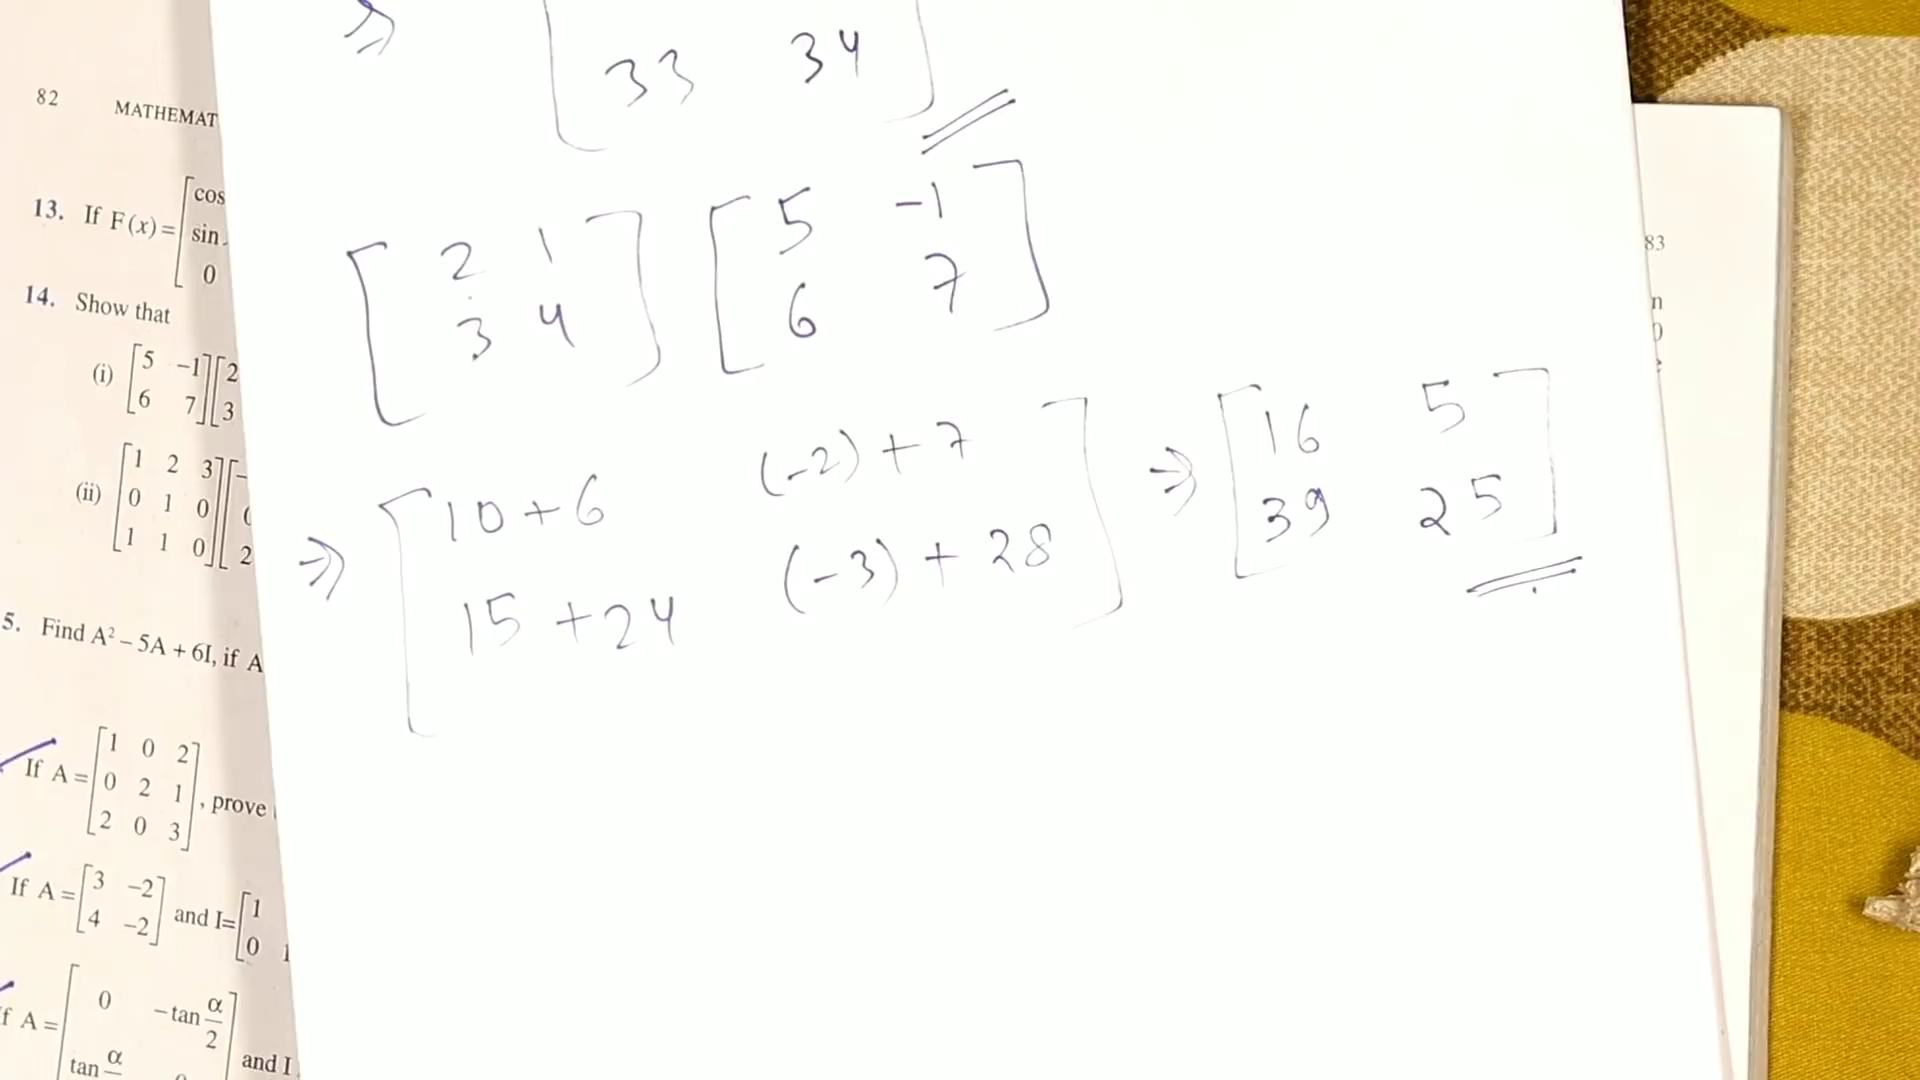 82 MATHEMAT
13. If F(x) = [cos
sin
0
14. Show that
(i) [5 -1] [2
6 7] [3
(ii) [1 2 3] [-
0 1 0
1 1 0] [2
5. Find A² – 5A + 6I, if A
If A = [1 0 2
0 2 1
2 0 3], prove
If A = [3 -2
4 -2] and I = [1
0 1
If A = [0 -tan α/2
tan α
and I
⇒ [33 34]
[2 1
3 4] [5 -1
6 7]
⇒ [10 + 6 (-2) + 7
15 + 24 (-3) + 28] ⇒ [16 5
39 25]
83
n